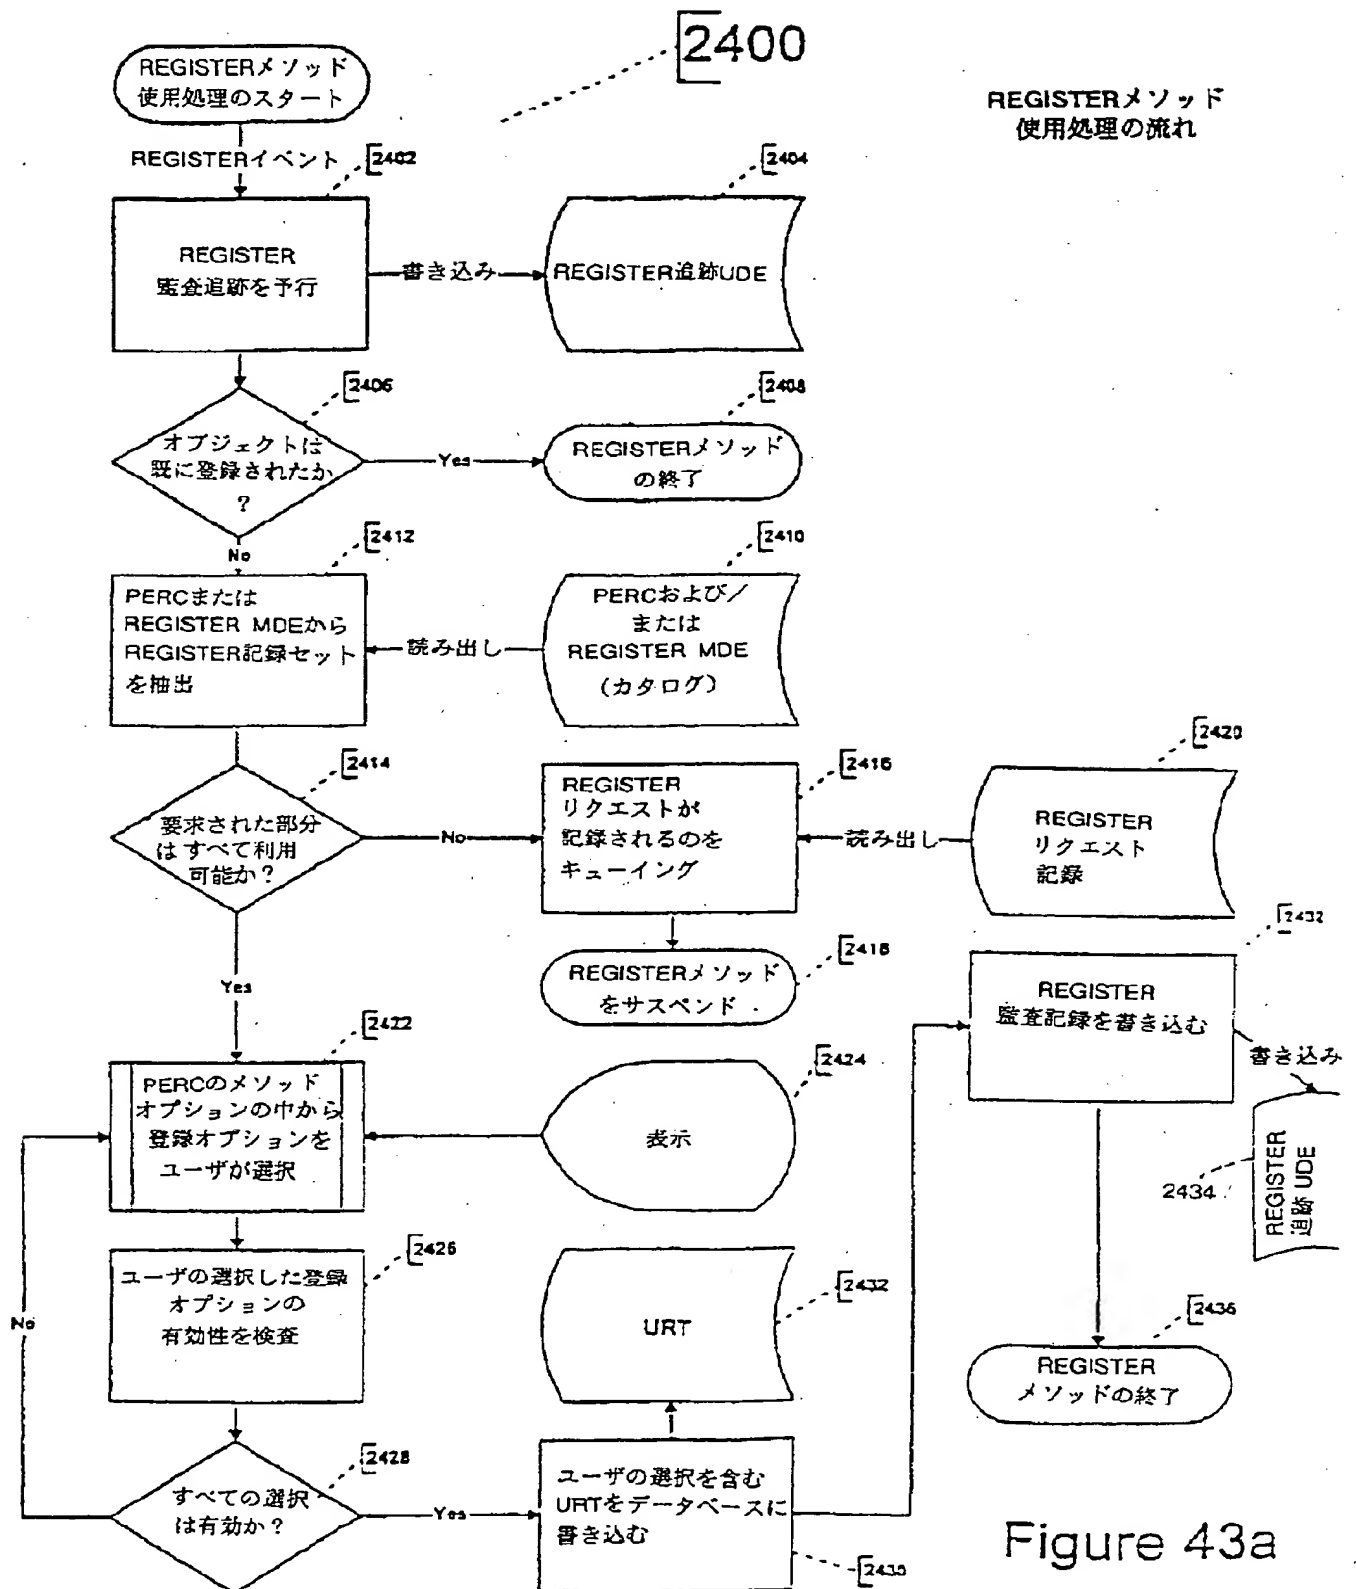 2400
REGISTERメソッド
使用処理のスタート
REGISTERメソッド
使用処理の流れ
REGISTERイベント
2402
2404
REGISTER
監査追跡を予行
書き込み
REGISTER追跡UDE
2406
2408
オブジェクトは
既に登録されたか
?
Yes
REGISTERメソッド
の終了
No
2412
2410
PERCまたは
REGISTER MDEから
REGISTER記録セット
を抽出
読み出し
PERCおよび/
または
REGISTER MDE
(カタログ)
2414
2416
2420
要求された部分
はすべて利用
可能か?
No
REGISTER
リクエストが
記録されるのを
キューイング
読み出し
REGISTER
リクエスト
記録
Yes
2418
REGISTERメソッド
をサスペンド
2432
REGISTER
監査記録を書き込む
書き込み
REGISTER
追跡 UDE
2434
2422
PERCのメソッド
オプションの中から
登録オプションを
ユーザが選択
2424
表示
2426
ユーザの選択した登録
オプションの
有効性を検査
2432
URT
2436
REGISTER
メソッドの終了
No
2428
すべての選択
は有効か?
Yes
ユーザの選択を含む
URTをデータベースに
書き込む
Figure 43a